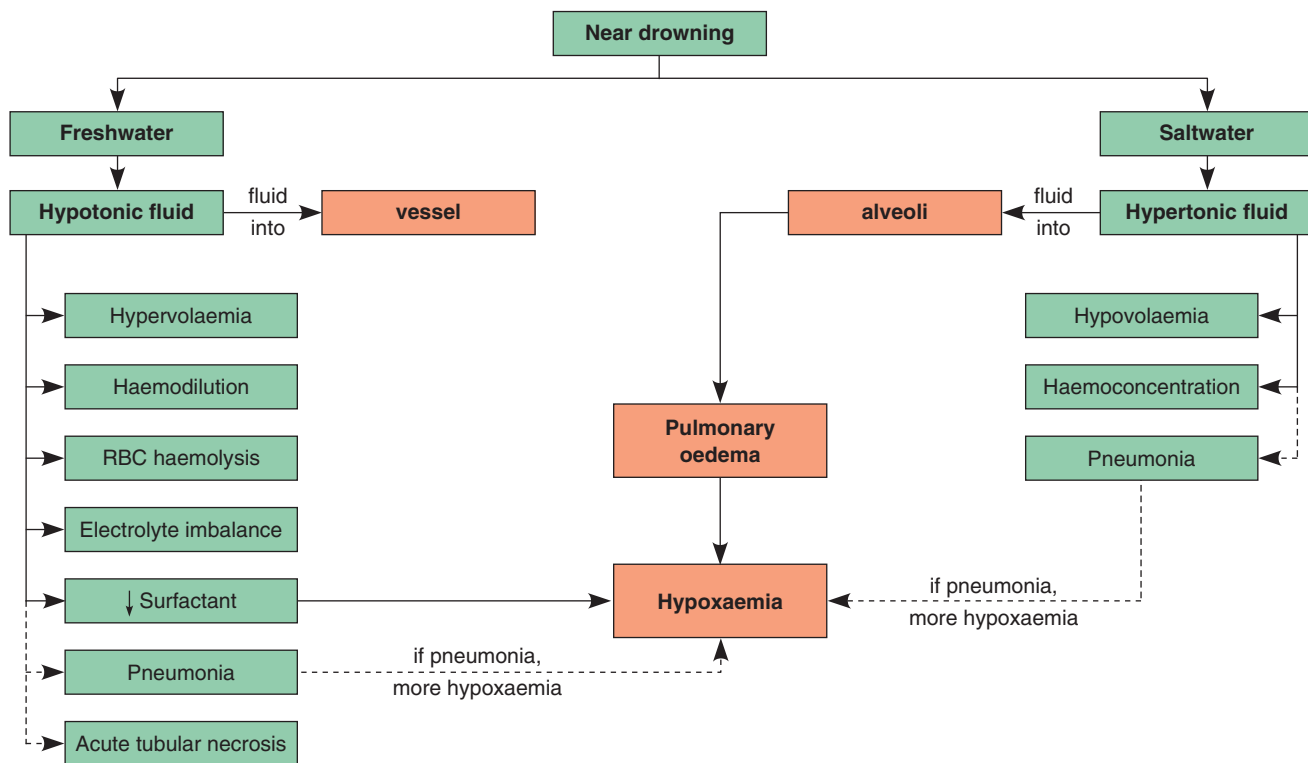 Near drowning
Freshwater
Saltwater
Hypotonic fluid
fluid
into
vessel
alveoli
fluid
into
Hypertonic fluid
Hypervolaemia
Hypovolaemia
Haemodilution
Haemoconcentration
RBC haemolysis
Pulmonary
oedema
Pneumonia
Electrolyte imbalance
↓ Surfactant
Hypoxaemia
if pneumonia,
more hypoxaemia
Pneumonia
if pneumonia,
more hypoxaemia
Acute tubular necrosis